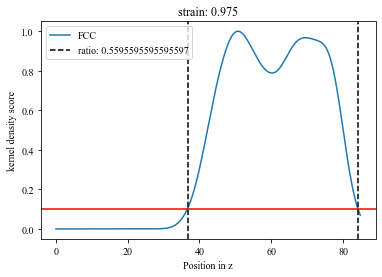 strain: 0.975
FCC
ratio: 0.5595595595595597
kernel density score
1.0
0.8
0.6
0.4
0.2
0.0
0 20 40 60 80
Position in z